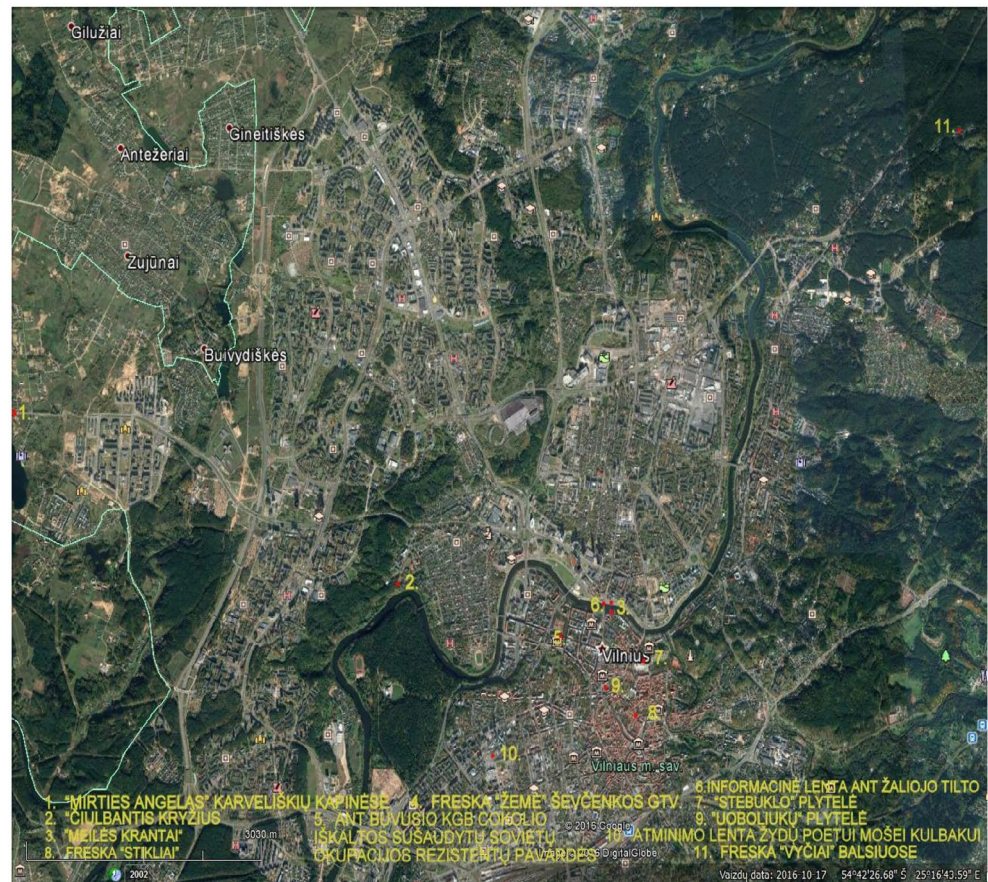 Gilužiai
11.
Gineitiškės
Antežeriai
Zujūnai
Buivydiškės
1
2.
6
3.
5.
Vilnius
7
9.
8.
10.
Vilniaus m. sav.
1. "MIRTIES ANGELAS" KARVELIŠKIŲ KAPINĖSE
2. "ČIULBANTIS KRYŽIUS
3. "MEILĖS KRANTAI"
8. FRESKA "STIKLIAI"
4. FRESKA "ŽEMĖ" ŠEVČENKOS GTV.
5. ANT BUVUSIO KGB COKOLIO
IŠKALTOS SUŠAUDYTŲ SOVIETŲ
OKUPACIJOS REZISTENTŲ PAVARDĖS
6.INFORMACINĖ LENTA ANT ŽALIOJO TILTO
7. "STEBUKLO" PLYTELĖ
9. "UOBOLIUKŲ" PLYTELĖ
10. ATMINIMO LENTA ŽYDŲ POETUI MOŠEI KULBAKUI
11. FRESKA "VYČIAI" BALSIUOSE
3030 m
© 2016 Google
DigitalGlobe
2002
Vaizdų data: 2016 10-17 54°42'26.68" Š 25°16'43.59" E